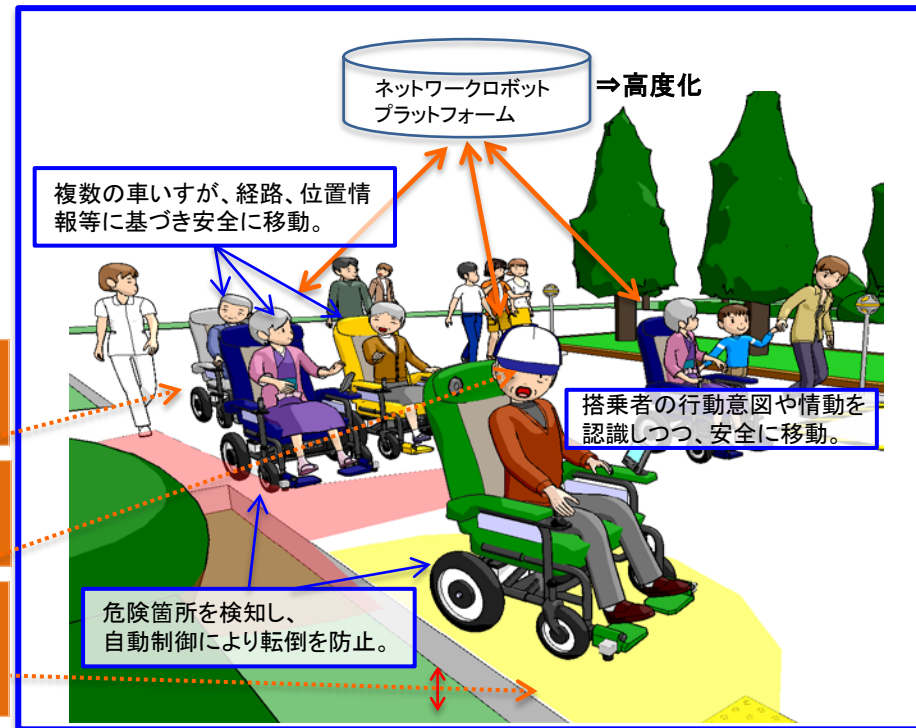 ネットワークロボット
プラットフォーム
⇒高度化
複数の車いすが、経路、位置情
報等に基づき安全に移動。
搭乗者の行動意図や情動を
認識しつつ、安全に移動。
危険箇所を検知し、
自動制御により転倒を防止。